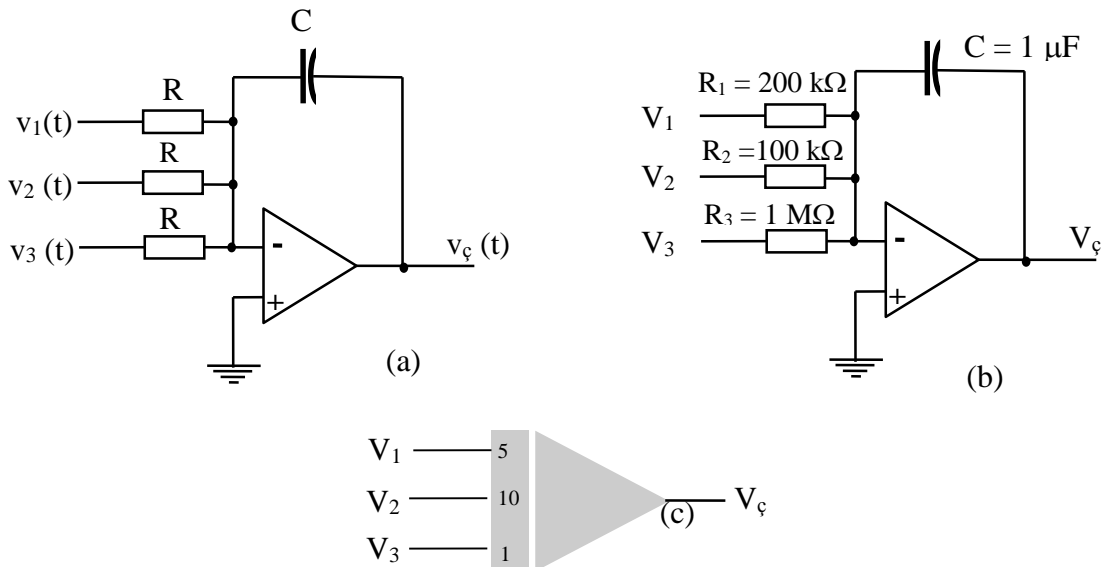 C
R
v1(t)
R
v2 (t)
R
v3 (t)
-
+
vç (t)
(a)
C = 1 μF
R1 = 200 kΩ
V1
R2 =100 kΩ
V2
R3 = 1 MΩ
V3
-
+
Vç
(b)
V1 5
V2 10
V3 1
Vç
(c)